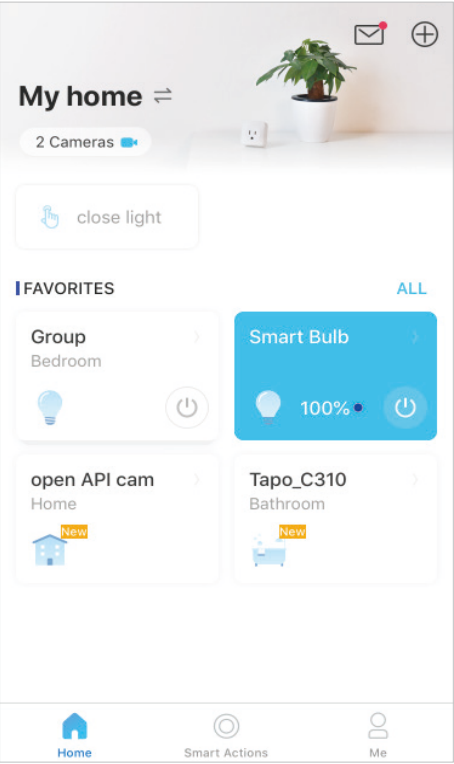 My home
2 Cameras
close light
FAVORITES
ALL
Group
Bedroom
Smart Bulb
100%
open API cam
Home
New
Tapo_C310
Bathroom
New
Home
Smart Actions
Me